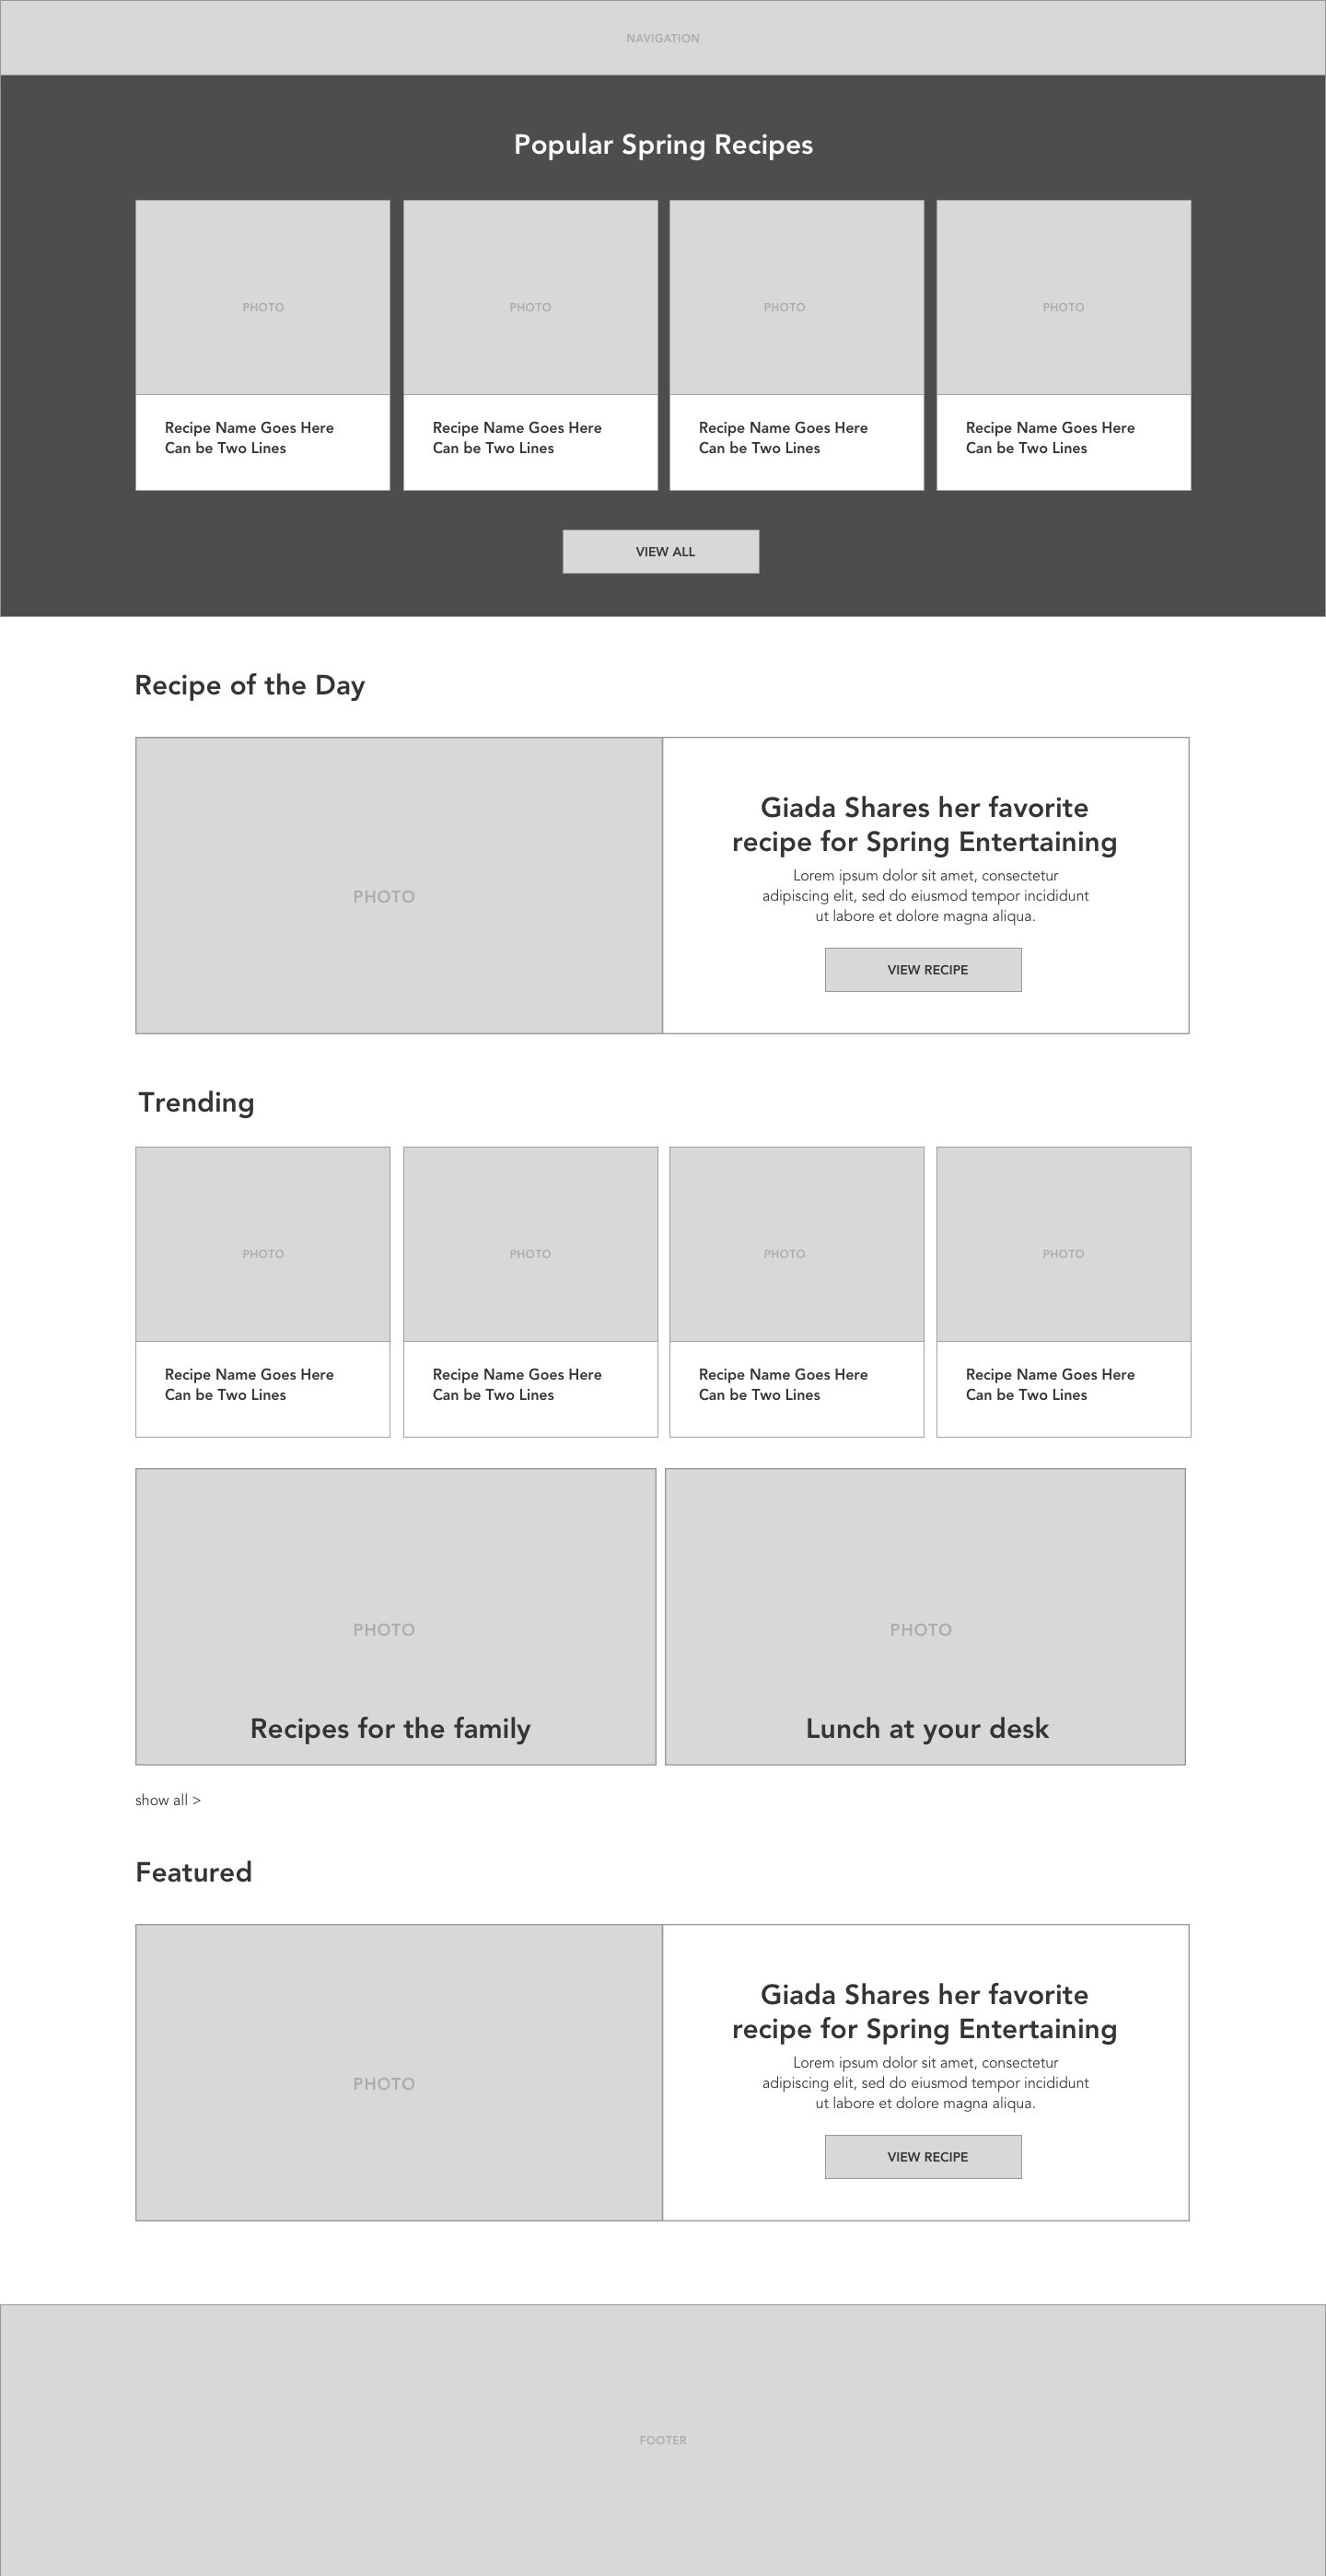 NAVIGATION
Popular Spring Recipes
PHOTO
PHOTO
PHOTO
PHOTO
Recipe Name Goes Here
Can be Two Lines
Recipe Name Goes Here
Can be Two Lines
Recipe Name Goes Here
Can be Two Lines
Recipe Name Goes Here
Can be Two Lines
VIEW ALL
Recipe of the Day
PHOTO
Giada Shares her favorite
recipe for Spring Entertaining
Lorem ipsum dolor sit amet, consectetur
adipiscing elit, sed do eiusmod tempor incididunt
ut labore et dolore magna aliqua.
VIEW RECIPE
Trending
PHOTO
PHOTO
PHOTO
PHOTO
Recipe Name Goes Here
Can be Two Lines
Recipe Name Goes Here
Can be Two Lines
Recipe Name Goes Here
Can be Two Lines
Recipe Name Goes Here
Can be Two Lines
PHOTO
Recipes for the family
PHOTO
Lunch at your desk
show all >
Featured
PHOTO
Giada Shares her favorite
recipe for Spring Entertaining
Lorem ipsum dolor sit amet, consectetur
adipiscing elit, sed do eiusmod tempor incididunt
ut labore et dolore magna aliqua.
VIEW RECIPE
FOOTER